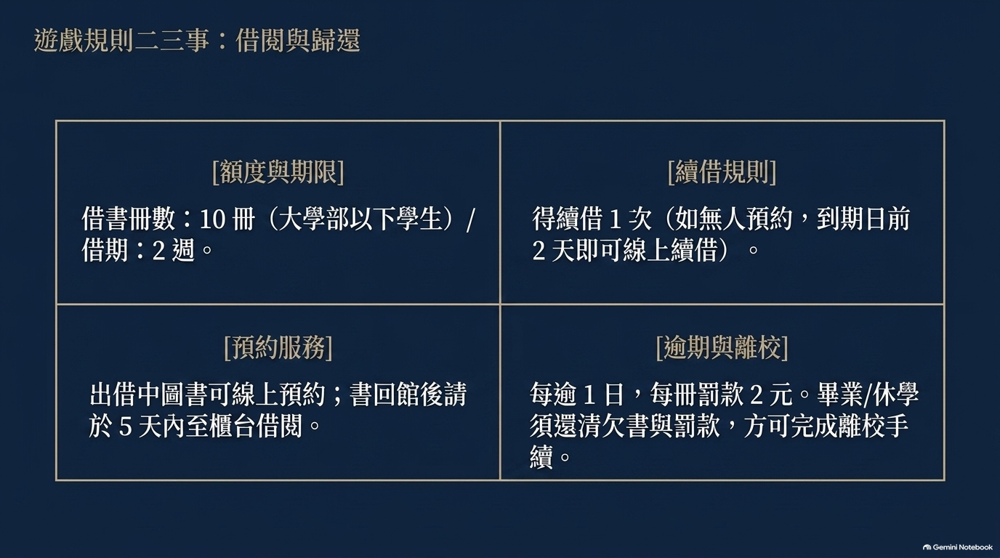 遊戲規則二三事：借閱與歸還
[額度與期限]
借書冊數：10 冊（大學部以下學生）/
借期：2 週。
[續借規則]
得續借 1 次（如無人預約，到期日前
2 天即可線上續借）。
[預約服務]
出借中圖書可線上預約；書回館後請
於 5 天內至櫃台借閱。
[逾期與離校]
每逾 1 日，每冊罰款 2 元。畢業/休學
須還清欠書與罰款，方可完成離校手
續。
Gemini Notebook